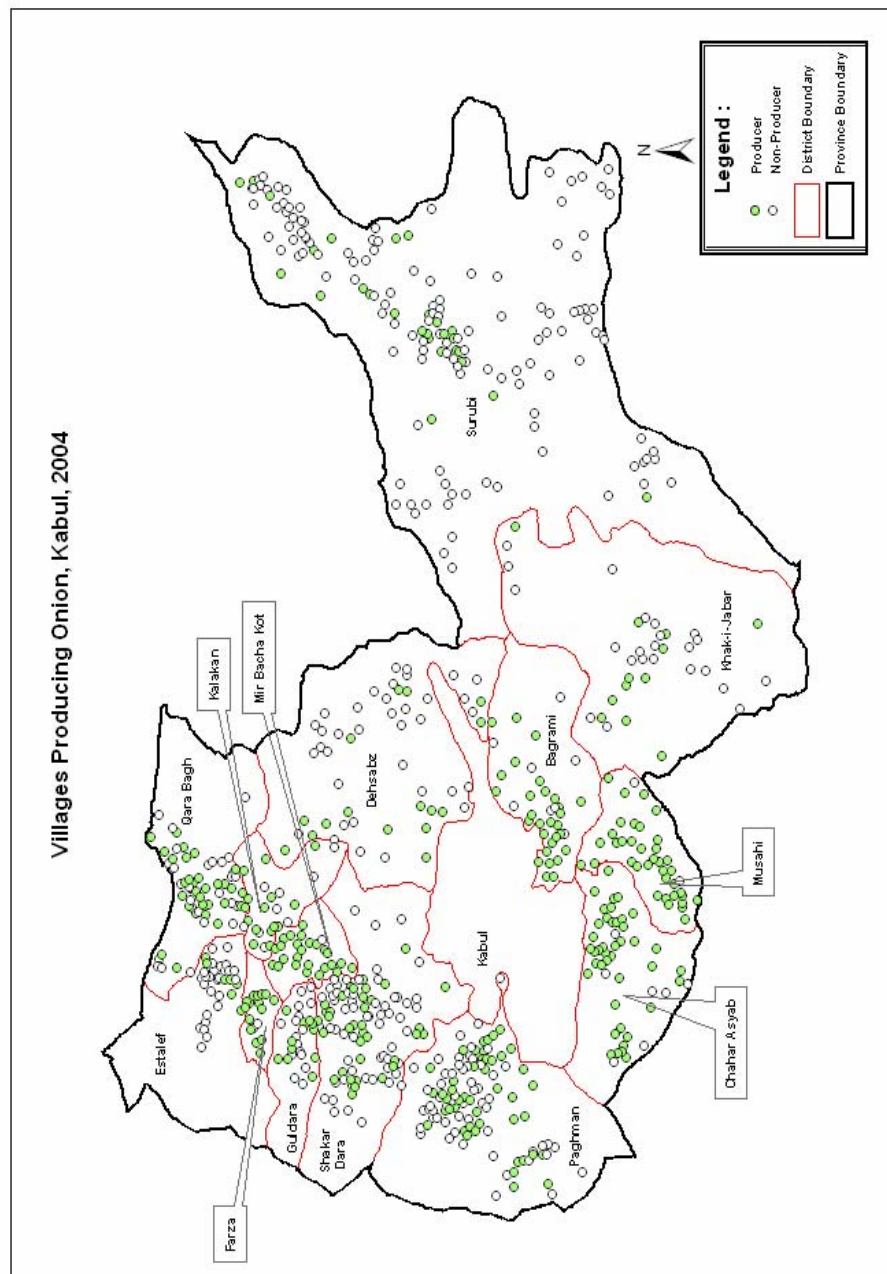 Villages Producing Onion, Kabul, 2004
Kalakan
Mir Bacha Kot
Qara Bagh
Estalef
Farza
Guldara
Shakar
Dara
Dehsabz
Surubi
Kabul
Bagrami
Paghman
Khak-i-Jabar
Musahi
Chahar Asyab
N
Legend :
Producer
Non-Producer
District Boundary
Province Boundary